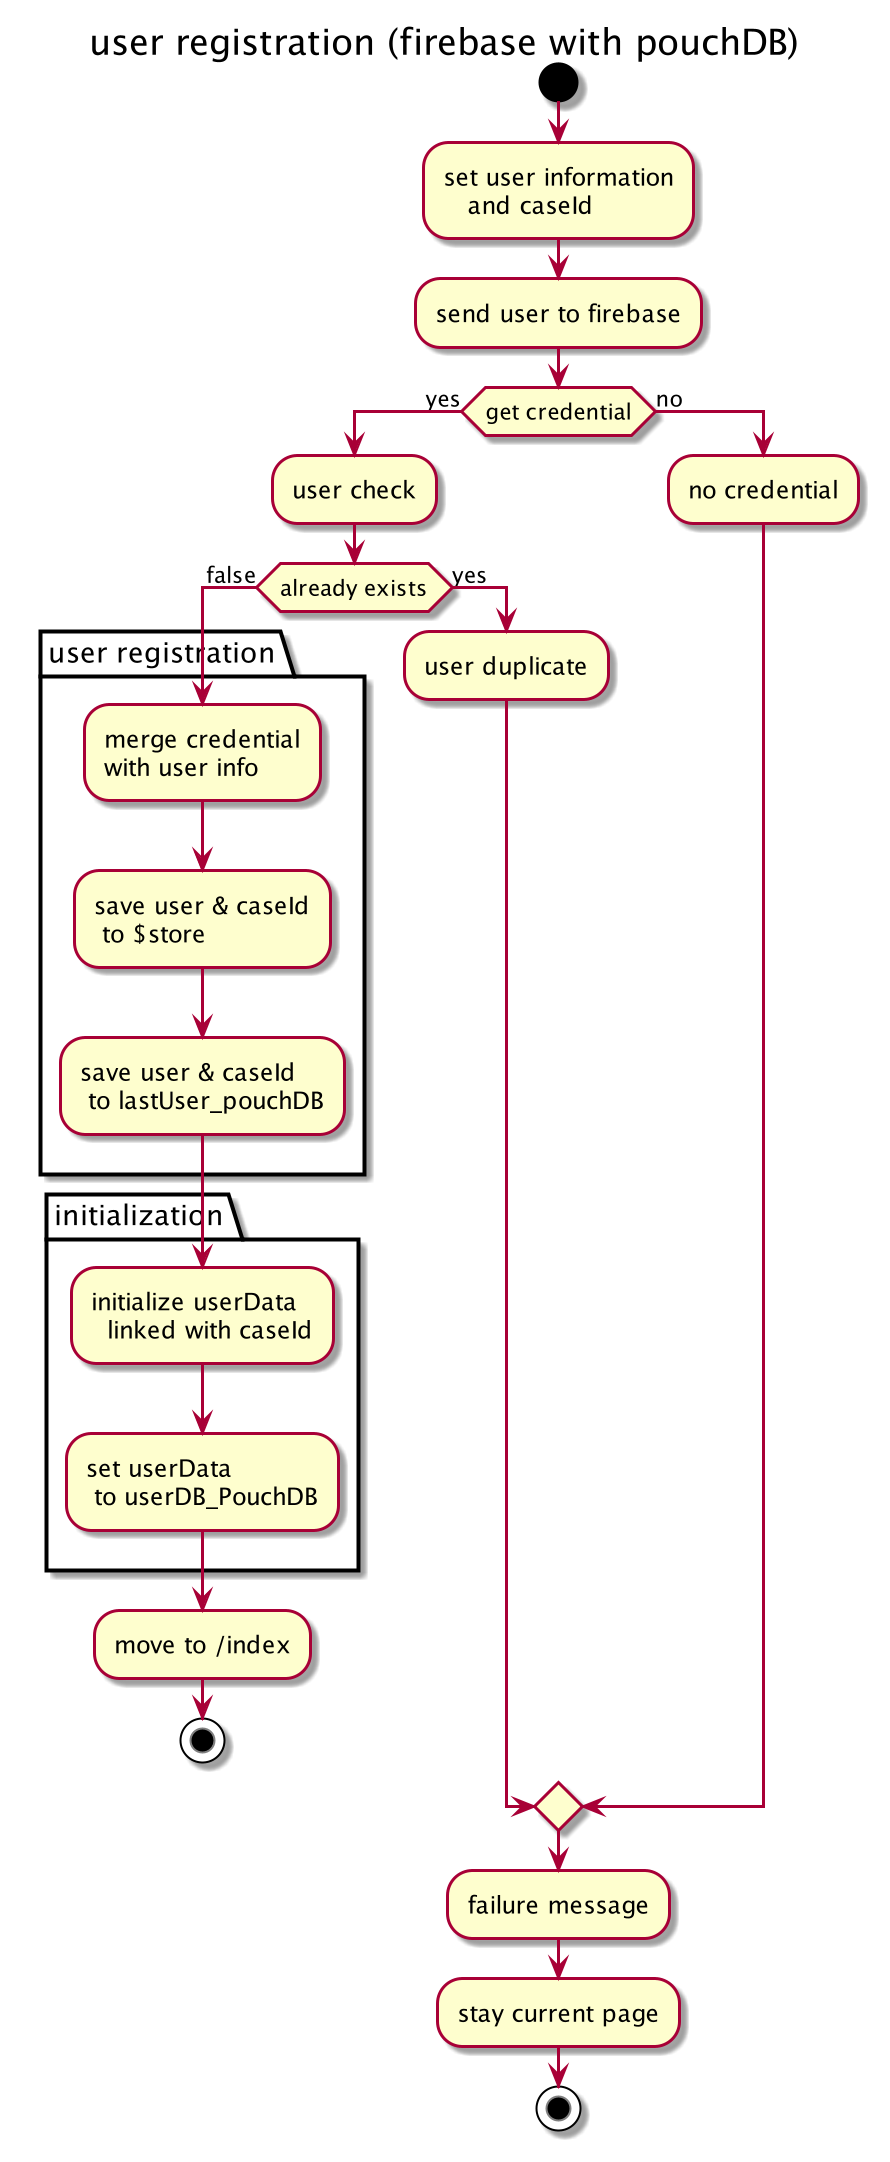 user registration (firebase with pouchDB)
set user information
and caseId
send user to firebase
yes
get credential
no
user check
no credential
false
already exists
yes
user registration
user duplicate
merge credential
with user info
save user & caseId
to $store
save user & caseId
to lastUser_pouchDB
initialization
initialize userData
linked with caseId
set userData
to userDB_PouchDB
move to /index
failure message
stay current page